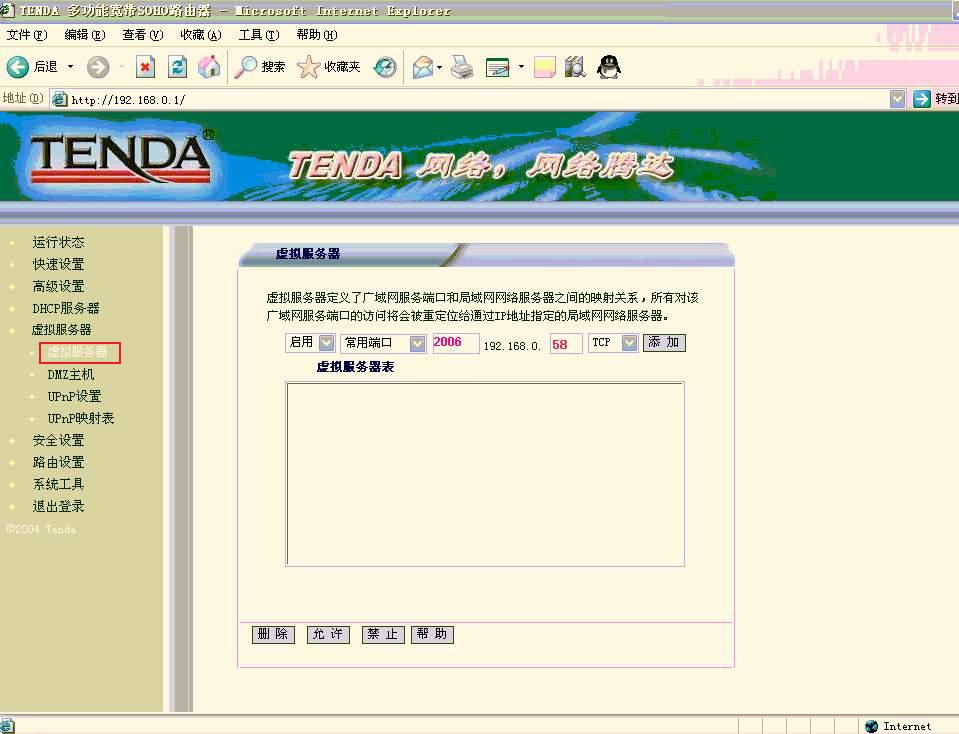 TENDA 多功能宽带SOHO路由器 - Microsoft Internet Explorer
文件(F) 编辑(E) 查看(V) 收藏(A) 工具(T) 帮助(H)
后退 搜索 收藏夹
地址(D) http://192.168.0.1/ 转到
TENDA®
TENDA 网络，网络腾达
运行状态
快速设置
高级设置
DHCP服务器
虚拟服务器
虚拟服务器
DMZ主机
UPnP设置
UPnP映射表
安全设置
路由设置
系统工具
退出登录
©2004 Tenda
虚拟服务器
虚拟服务器定义了广域网服务端口和局域网网络服务器之间的映射关系，所有对该
广域网服务端口的访问将会被重定位给通过IP地址指定的局域网网络服务器。
启用 常用端口 2006 192.168.0. 58 TCP 添 加
虚拟服务器表
删 除 允 许 禁 止 帮 助
Internet